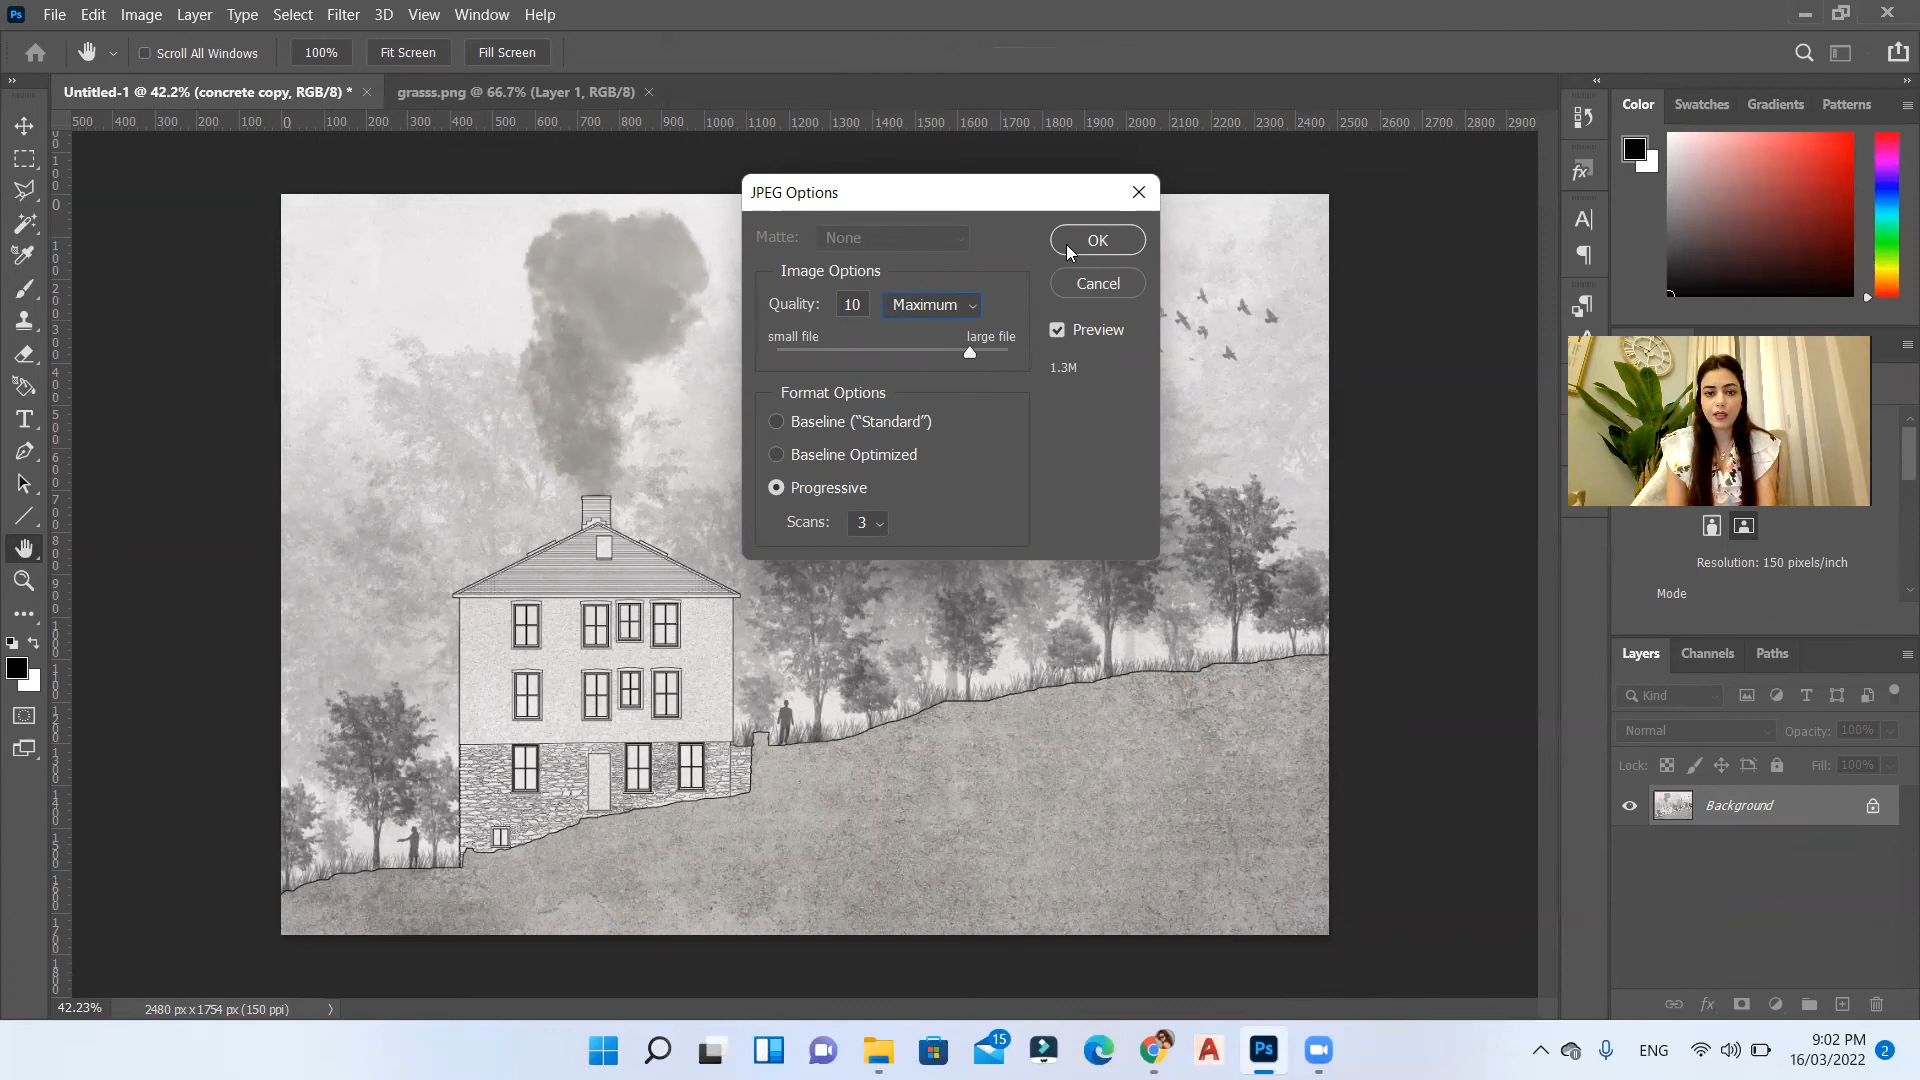 Ps File Edit Image Layer Type Select Filter 3D View Window Help
Scroll All Windows 100% Fit Screen Fill Screen
Untitled-1 @ 42.2% (concrete copy, RGB/8) * grasss.png @ 66.7% (Layer 1, RGB/8)
500 400 300 200 100 0 100 200 300 400 500 600 700 800 900 1000 1100 1200 1300 1400 1500 1600 1700 1800 1900 2000 2100 2200 2300 2400 2500 2600 2700 2800 2900
JPEG Options
Matte: None
OK
Image Options
Cancel
Quality: 10 Maximum
small file large file
Preview
1.3M
Format Options
Baseline (“Standard”)
Baseline Optimized
Progressive
Scans: 3
Color Swatches Gradients Patterns
Resolution: 150 pixels/inch
Mode
Layers Channels Paths
Kind
Normal Opacity: 100%
Lock: Fill: 100%
Background
42.23% 2480 px x 1754 px (150 ppi)
15
A
Ps
ENG
9:02 PM
16/03/2022
2